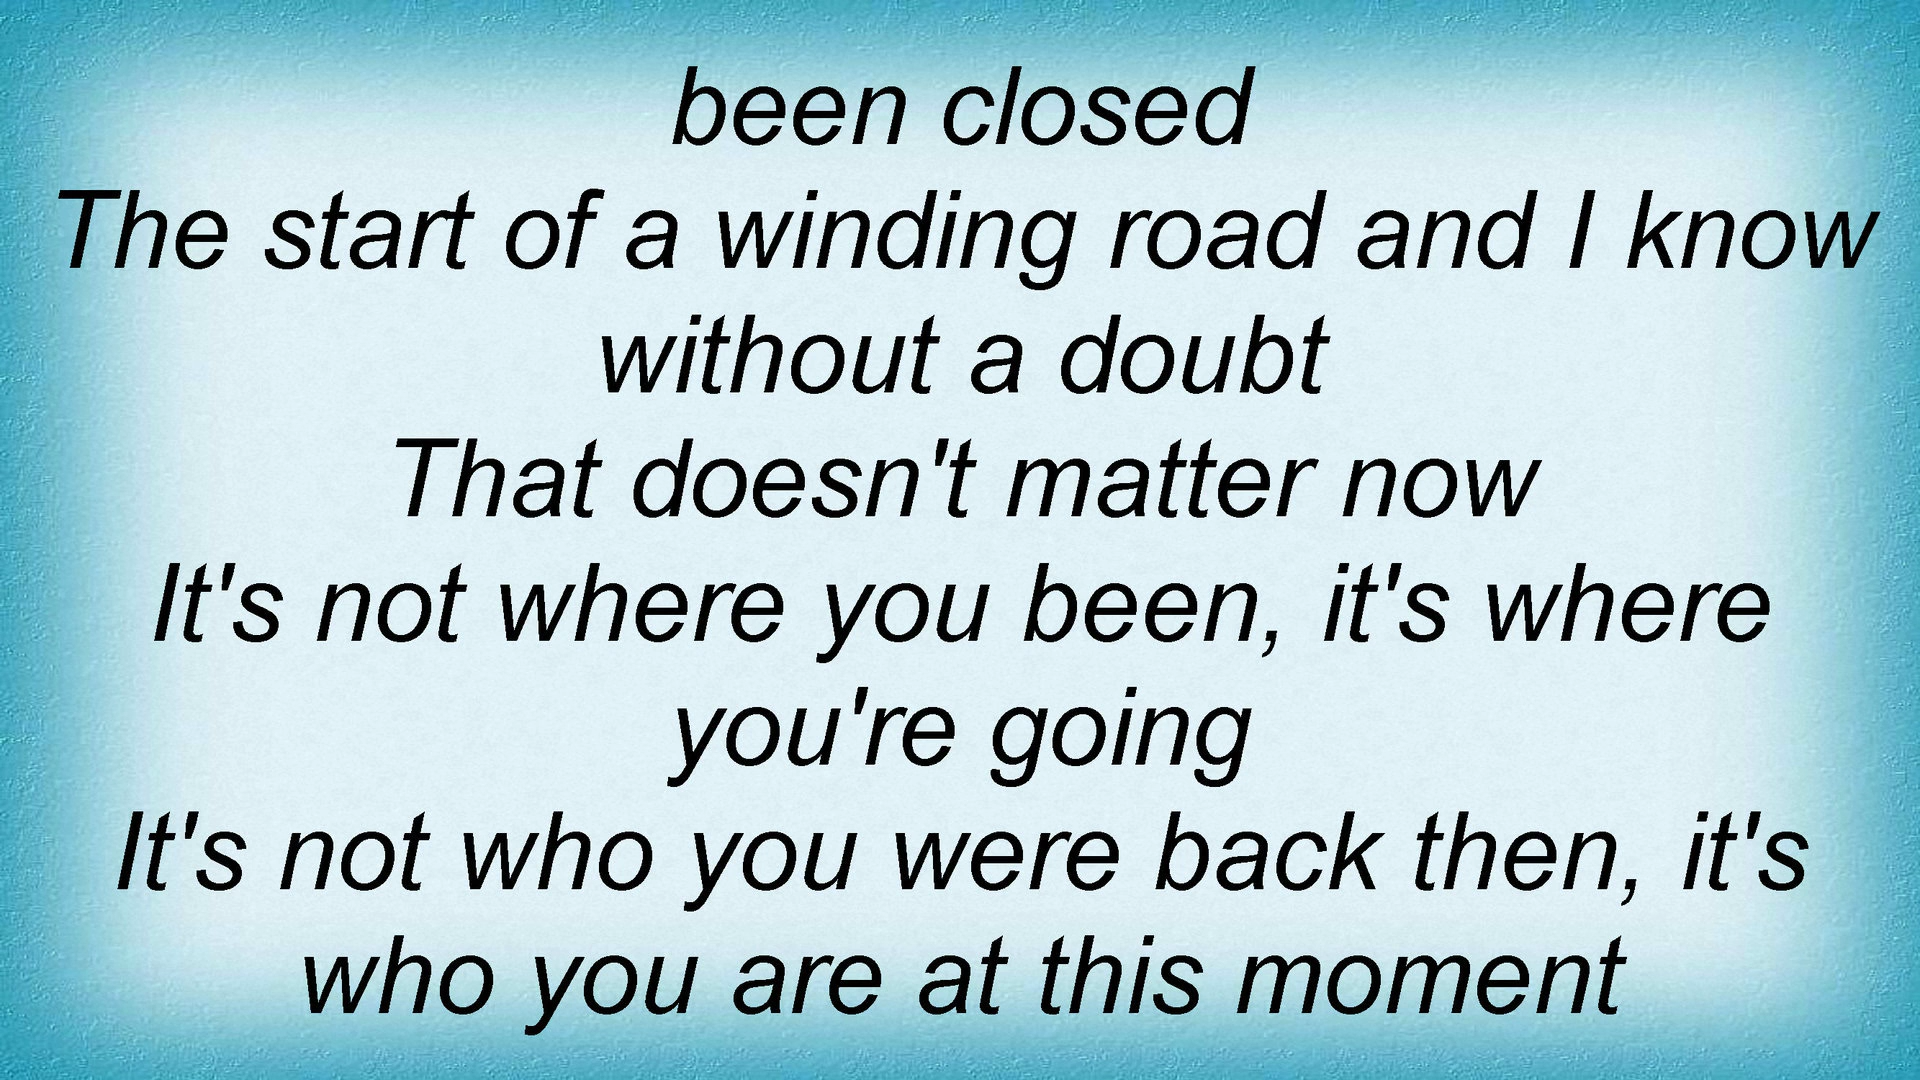 been closed
The start of a winding road and I know
without a doubt
That doesn't matter now
It's not where you been, it's where
you're going
It's not who you were back then, it's
who you are at this moment